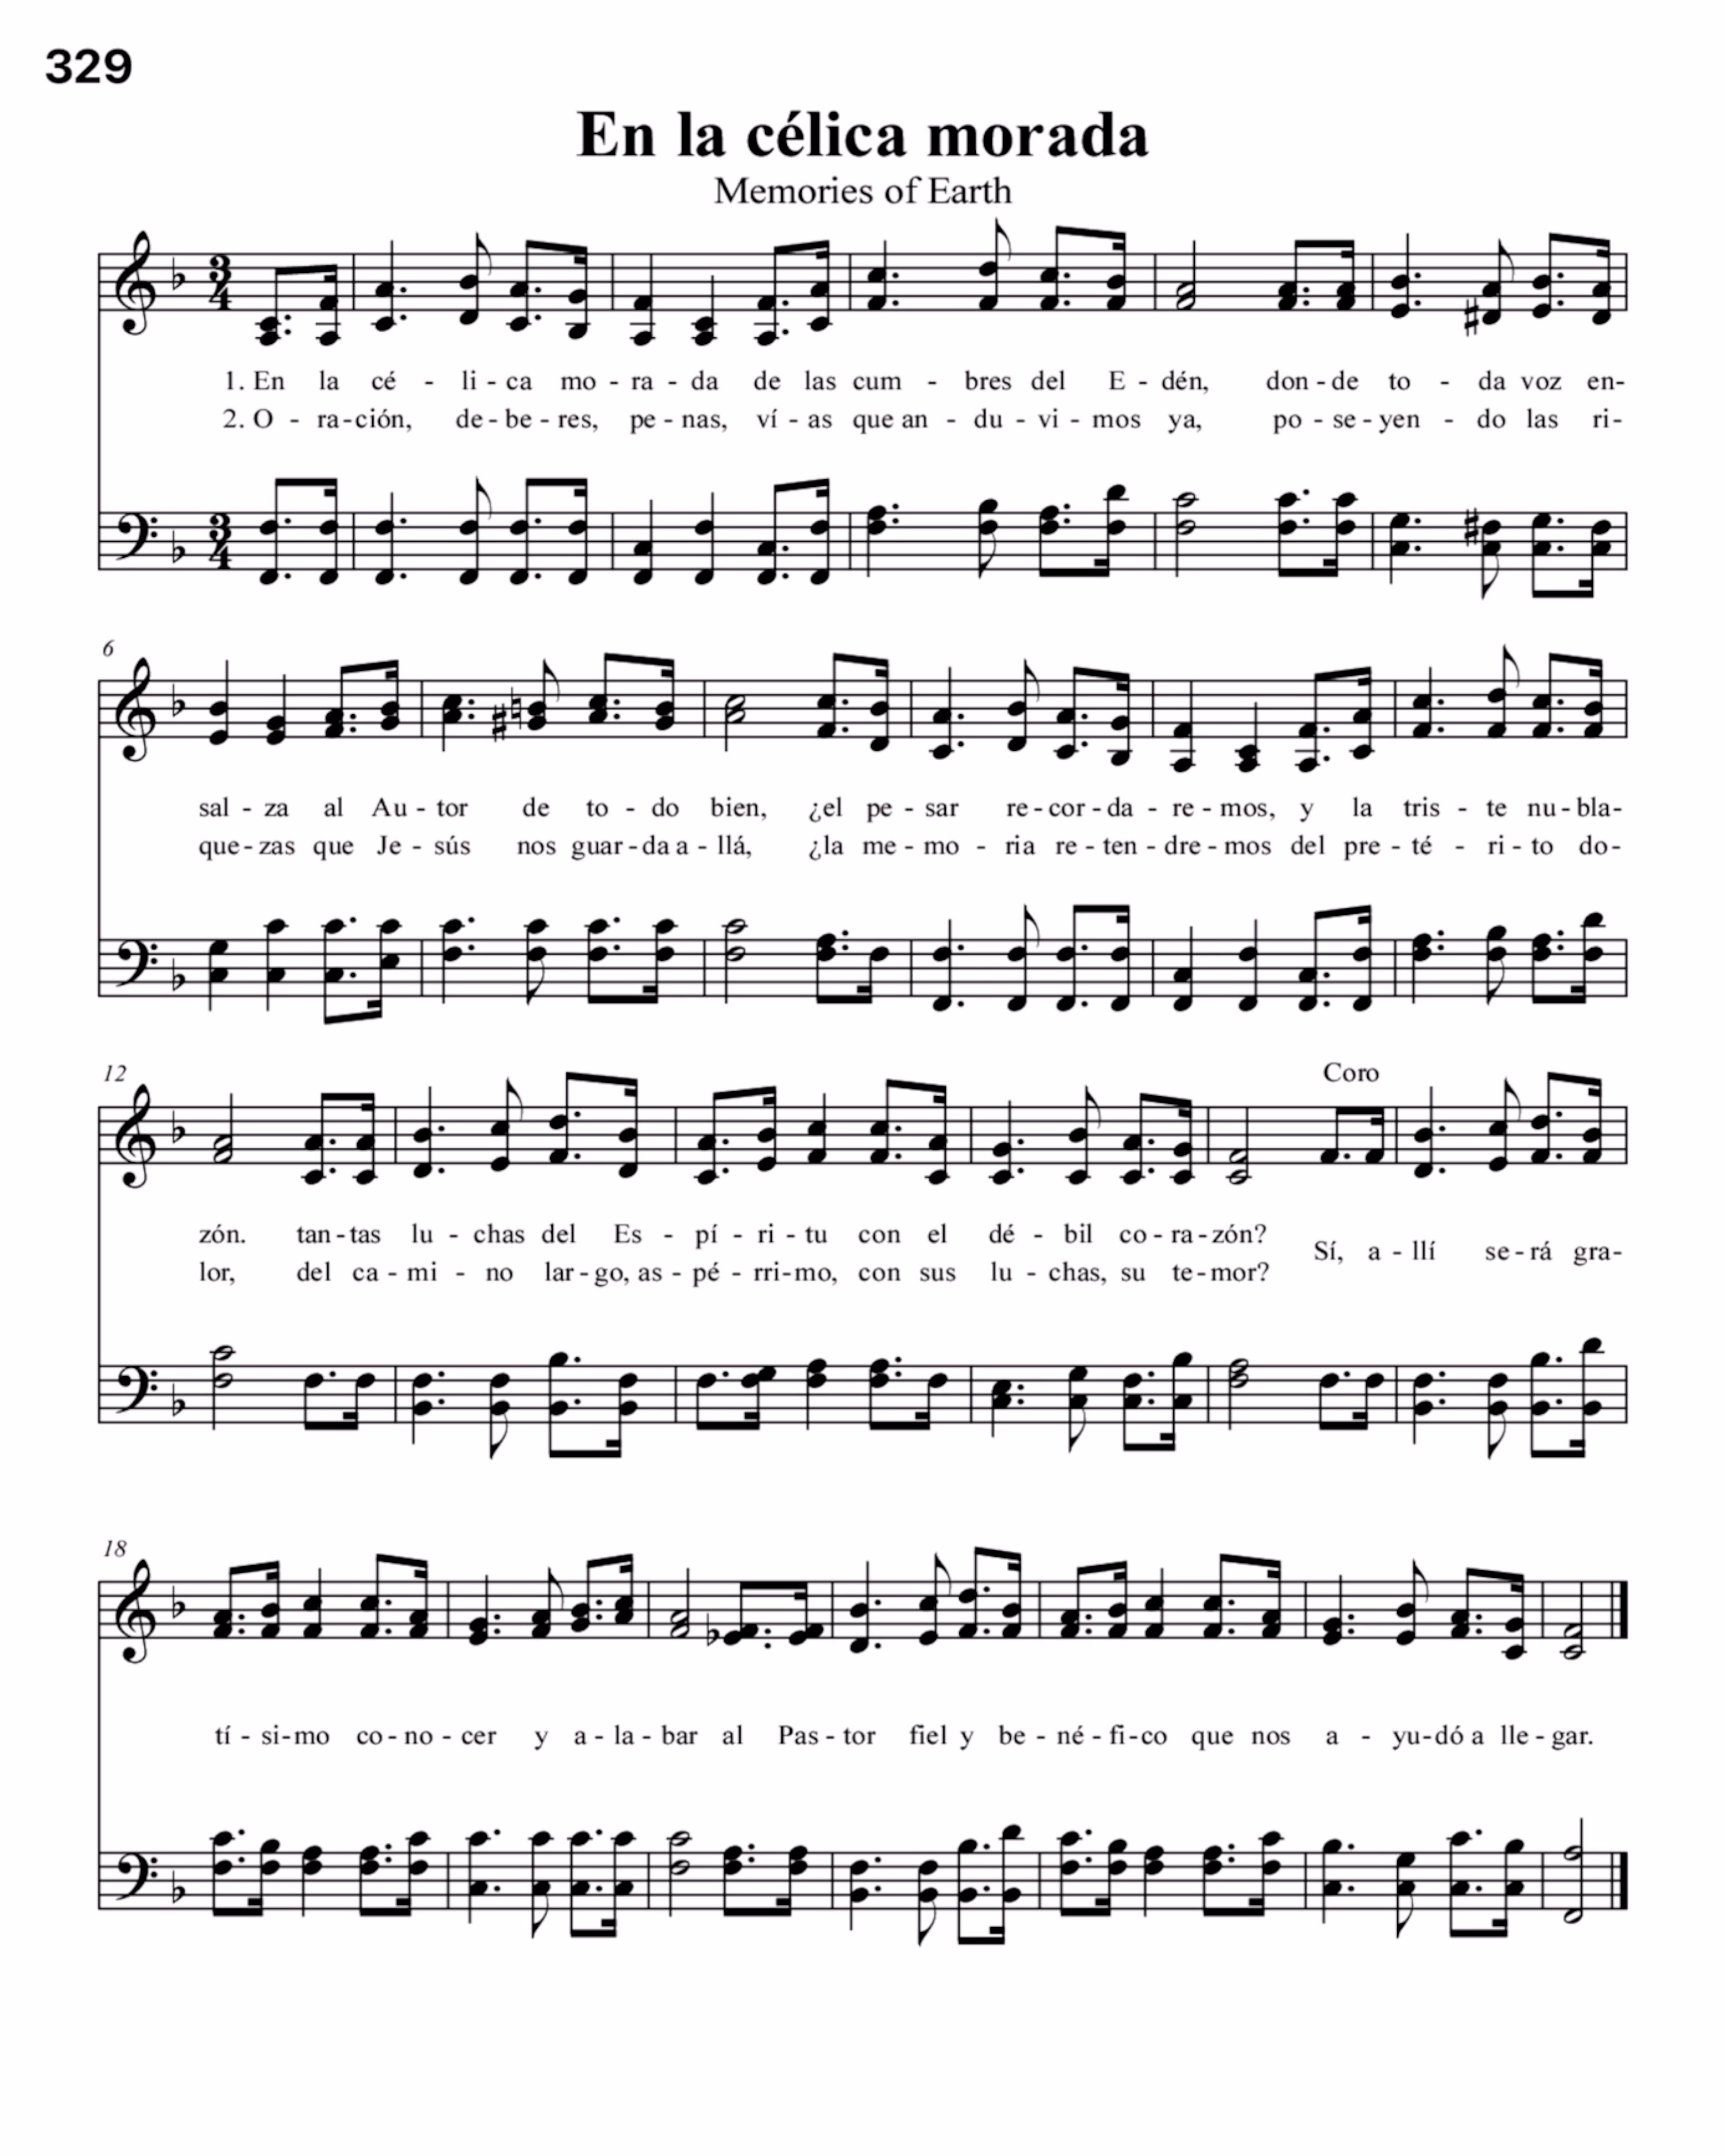 329
En la célica morada
Memories of Earth
1. En la cé - li - ca mo - ra - da de las cum - bres del E - dén, don - de to - da voz en-
2. O - ra - ción, de - be - res, pe - nas, ví - as que an - du - vi - mos ya, po - se - yen - do las ri-
6
sal - za al Au - tor de to - do bien, ¿el pe - sar re - cor - da - re - mos, y la tris - te nu - bla-
que - zas que Je - sús nos guar - da a - llá, ¿la me - mo - ria re - ten - dre - mos del pre - té - ri - to do-
12
Coro
zón. tan - tas lu - chas del Es - pí - ri - tu con el dé - bil co - ra - zón?
Sí, a - llí se - rá gra-
lor, del ca - mi - no lar - go, as - pé - rri - mo, con sus lu - chas, su te - mor?
18
tí - si - mo co - no - cer y a - la - bar al Pas - tor fiel y be - né - fi - co que nos a - yu - dó a lle - gar.